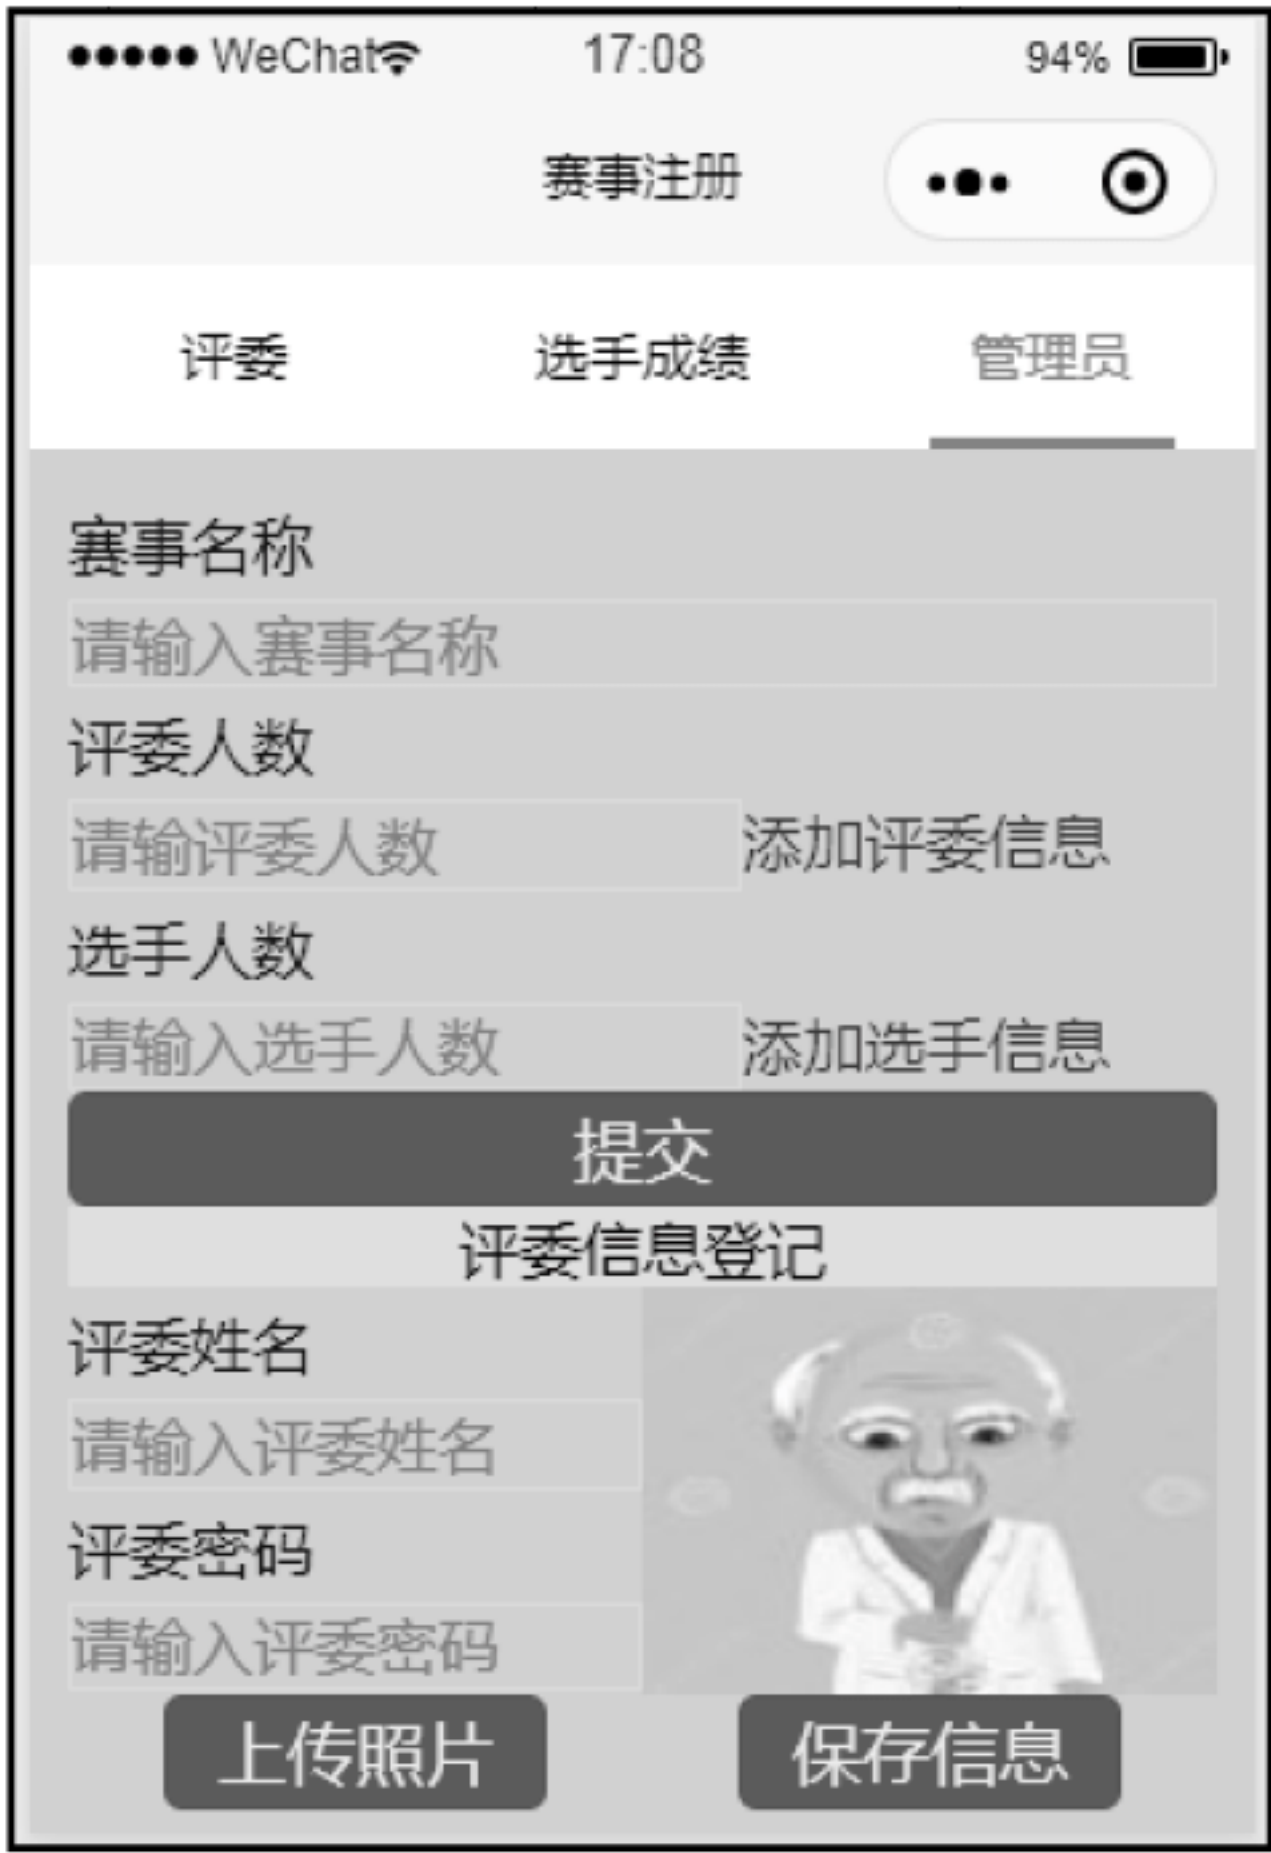 WeChat 17:08 94%
赛事注册
评委 选手成绩 管理员
赛事名称
请输入赛事名称
评委人数
请输评委人数 添加评委信息
选手人数
请输入选手人数 添加选手信息
提交
评委信息登记
评委姓名
请输入评委姓名
评委密码
请输入评委密码
上传照片 保存信息